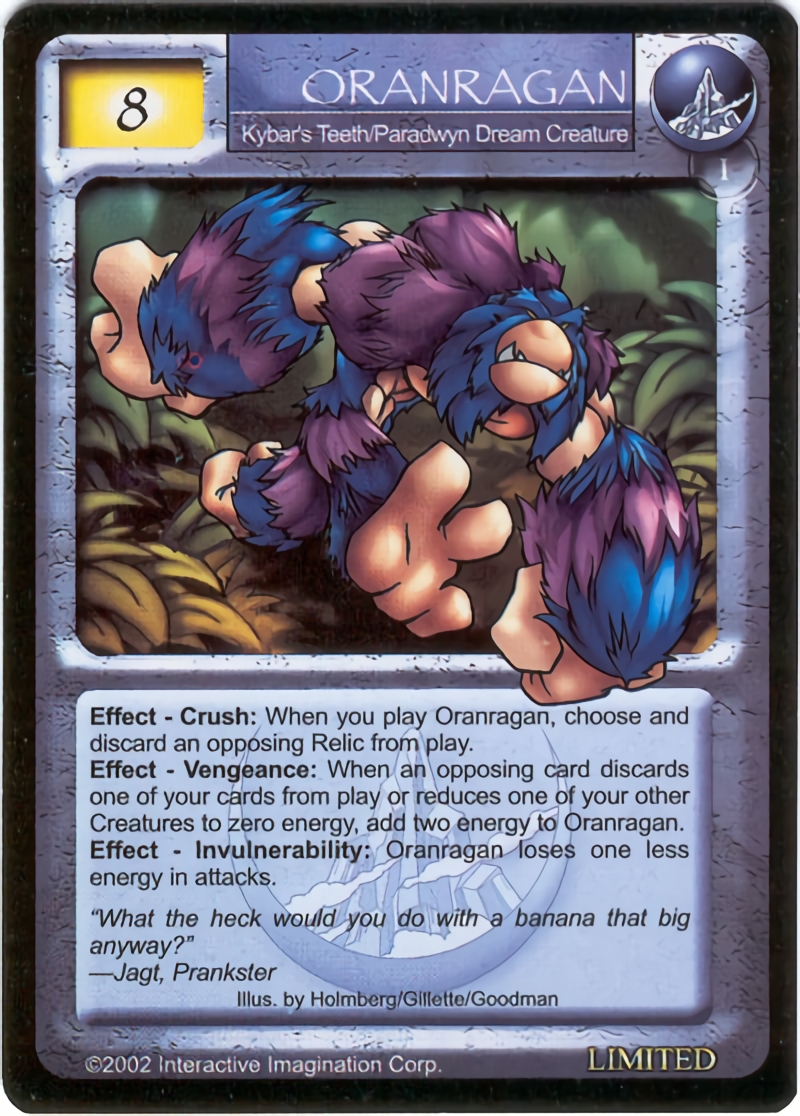 8
ORANRAGAN
Kybar's Teeth/Paradwyn Dream Creature
I
Effect - Crush: When you play Oranragan, choose and
discard an opposing Relic from play.
Effect - Vengeance: When an opposing card discards
one of your cards from play or reduces one of your other
Creatures to zero energy, add two energy to Oranragan.
Effect - Invulnerability: Oranragan loses one less
energy in attacks.
“What the heck would you do with a banana that big
anyway?”
—Jagt, Prankster
Illus. by Holmberg/Gillette/Goodman
©2002 Interactive Imagination Corp.
LIMITED